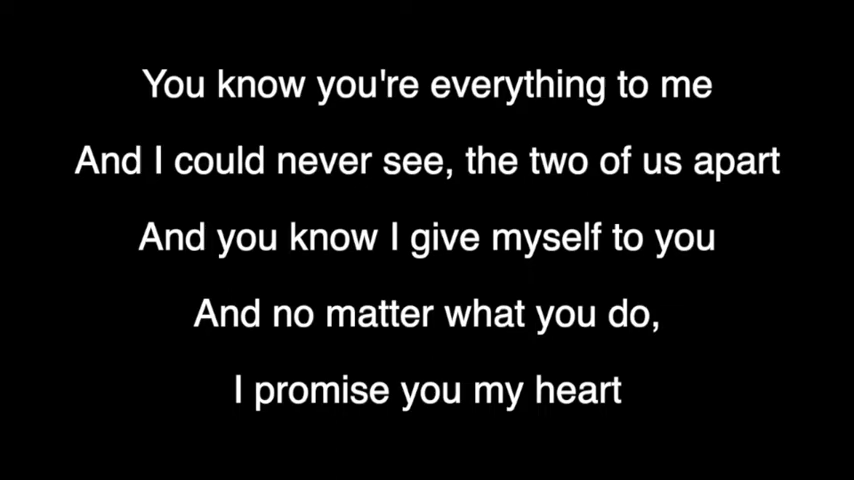 You know you're everything to me
And I could never see, the two of us apart
And you know I give myself to you
And no matter what you do,
I promise you my heart